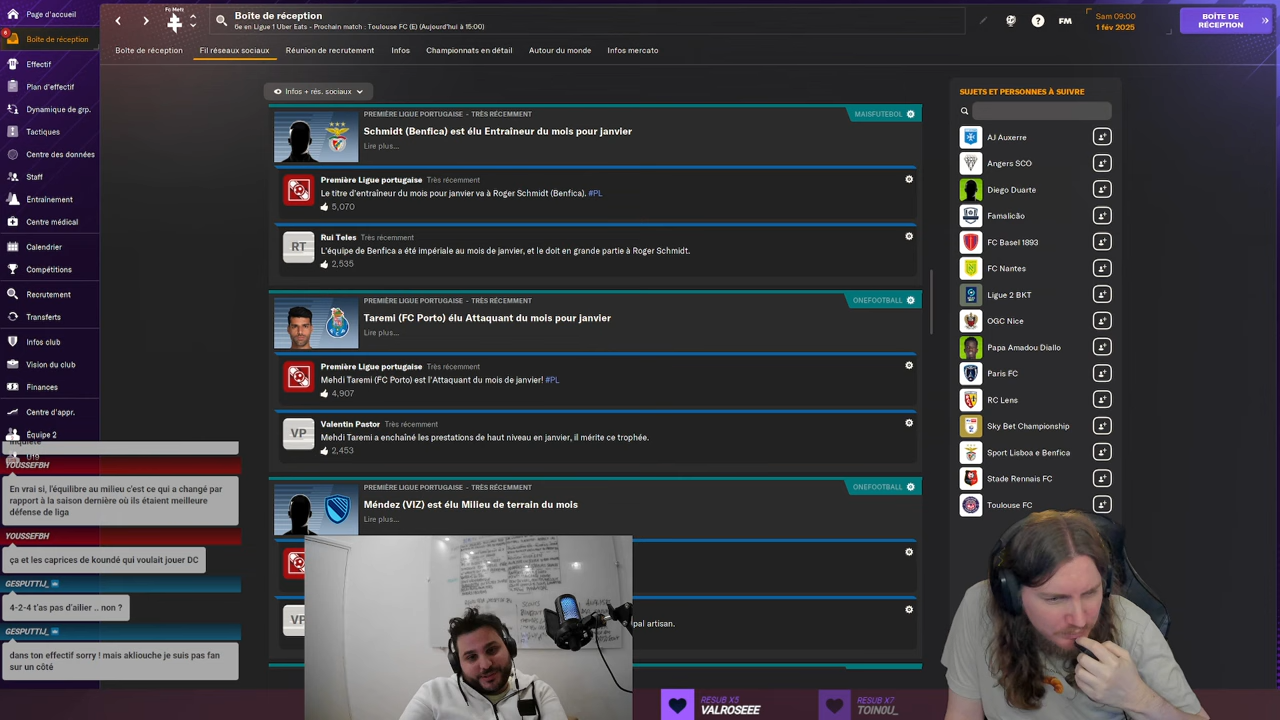 Page d'accueil
6
Boîte de réception
Effectif
Plan d'effectif
Dynamique de grp.
Tactiques
Centre des données
Staff
Entraînement
Centre médical
Calendrier
Compétitions
Recrutement
Transferts
Infos club
Vision du club
Finances
Centre d'appr.
Équipe 2
U19
Fc Metz
Boîte de réception
6e en Ligue 1 Uber Eats - Prochain match : Toulouse FC (E) (Aujourd'hui à 15:00)
FM
Sam 09:00
1 fév 2025
BOÎTE DE
RÉCEPTION
Boîte de réception
Fil réseaux sociaux
Réunion de recrutement
Infos
Championnats en détail
Autour du monde
Infos mercato
Infos + rés. sociaux
PREMIÈRE LIGUE PORTUGAISE - TRÈS RÉCEMMENT
MAISFUTEBOL
Schmidt (Benfica) est élu Entraîneur du mois pour janvier
Lire plus...
Première Ligue portugaise Très récemment
Le titre d'entraîneur du mois pour janvier va à Roger Schmidt (Benfica). #PL
5,070
RT
Rui Teles Très récemment
L'équipe de Benfica a été impériale au mois de janvier, et le doit en grande partie à Roger Schmidt.
2,535
PREMIÈRE LIGUE PORTUGAISE - TRÈS RÉCEMMENT
ONEFOOTBALL
Taremi (FC Porto) élu Attaquant du mois pour janvier
Lire plus...
Première Ligue portugaise Très récemment
Mehdi Taremi (FC Porto) est l'Attaquant du mois de janvier! #PL
4,907
VP
Valentin Pastor Très récemment
Mehdi Taremi a enchaîné les prestations de haut niveau en janvier, il mérite ce trophée.
2,453
PREMIÈRE LIGUE PORTUGAISE - TRÈS RÉCEMMENT
ONEFOOTBALL
Méndez (VIZ) est élu Milieu de terrain du mois
Lire plus...
VP
pal artisan.
SUJETS ET PERSONNES À SUIVRE
AJ Auxerre
Angers SCO
Diego Duarte
Famalicão
FC Basel 1893
FC Nantes
Ligue 2 BKT
OGC Nice
Papa Amadou Diallo
Paris FC
RC Lens
Sky Bet Championship
Sport Lisboa e Benfica
Stade Rennais FC
Toulouse FC
YOUSSEFBH
En vrai si, l'équilibre au milieu c'est ce qui a changé par
rapport à la saison dernière où ils étaient meilleure
défense de liga
YOUSSEFBH
ça et les caprices de koundé qui voulait jouer DC
GESPUTTIJ_
4-2-4 t'as pas d'ailier .. non ?
GESPUTTIJ_
dans ton effectif sorry ! mais akliouche je suis pas fan
sur un côté
RESUB X5
VALROSEEE
RESUB X7
TOIN0U_